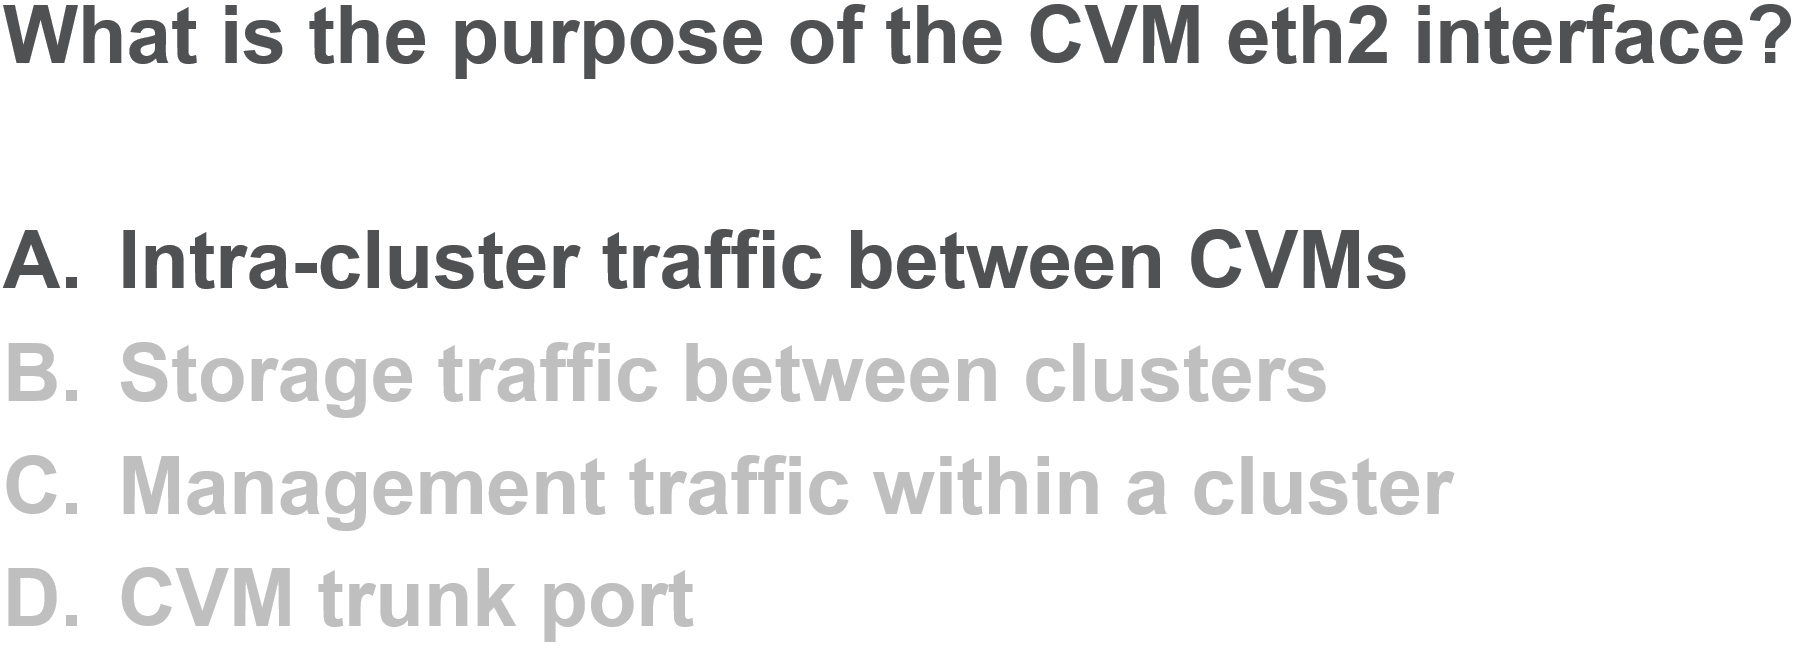 What is the purpose of the CVM eth2 interface?
A. Intra-cluster traffic between CVMs
B. Storage traffic between clusters
C. Management traffic within a cluster
D. CVM trunk port